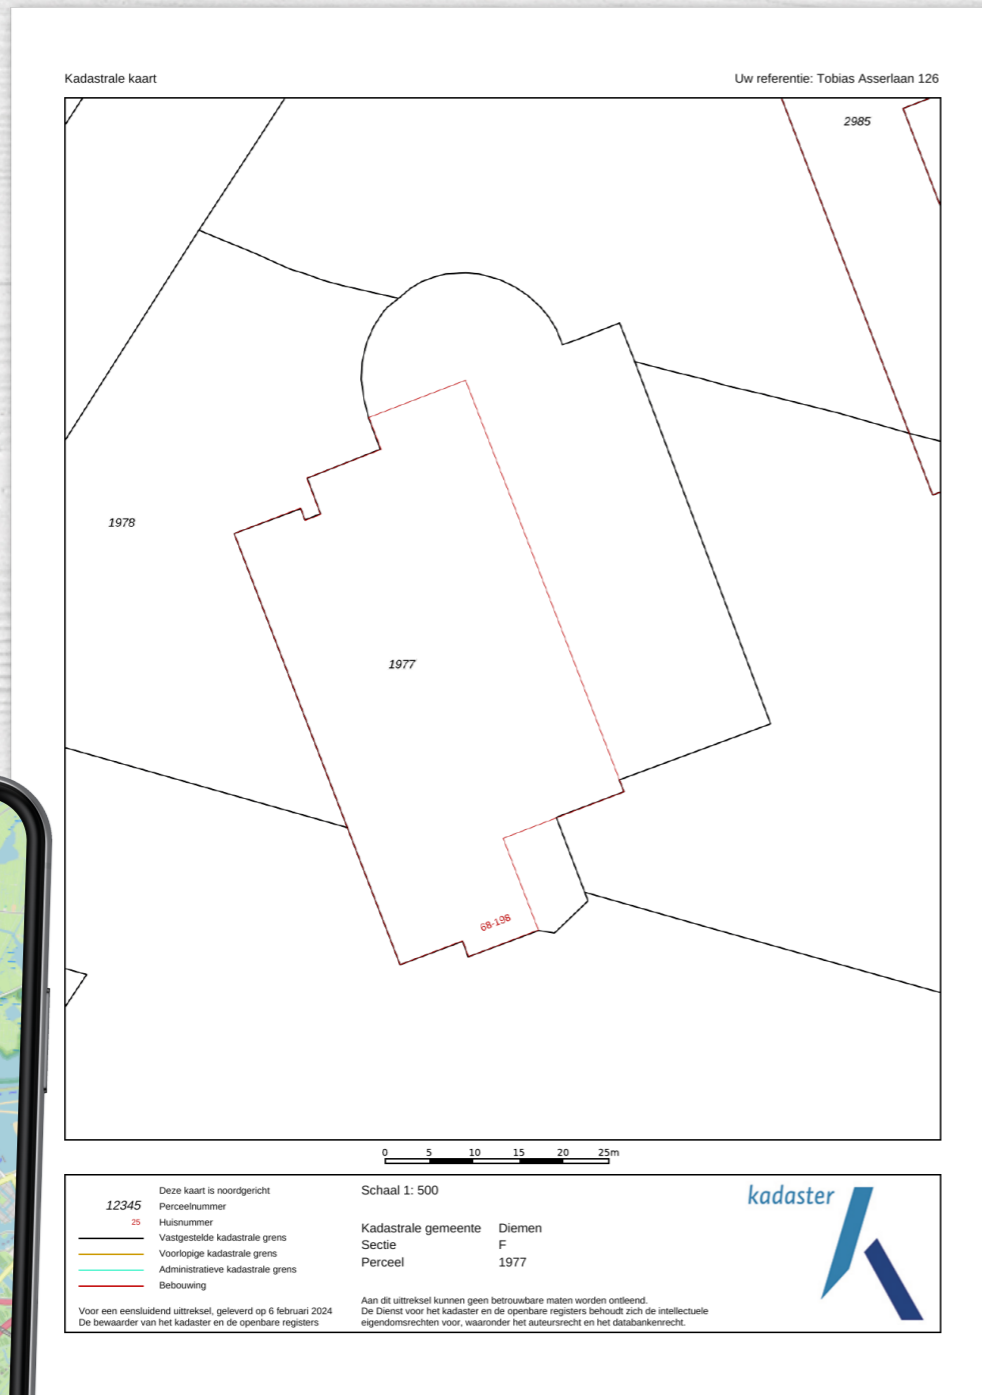 Kadastrale kaart
Uw referentie: Tobias Asserlaan 126
2985
1978
1977
68-198
0 5 10 15 20 25m
12345
25
Deze kaart is noordgericht
Perceelnummer
Huisnummer
Vastgestelde kadastrale grens
Voorlopige kadastrale grens
Administratieve kadastrale grens
Bebouwing
Voor een eensluidend uittreksel, geleverd op 6 februari 2024
De bewaarder van het kadaster en de openbare registers
Schaal 1: 500
Kadastrale gemeente Diemen
Sectie F
Perceel 1977
Aan dit uittreksel kunnen geen betrouwbare maten worden ontleend.
De Dienst voor het kadaster en de openbare registers behoudt zich de intellectuele
eigendomsrechten voor, waaronder het auteursrecht en het databankenrecht.
kadaster